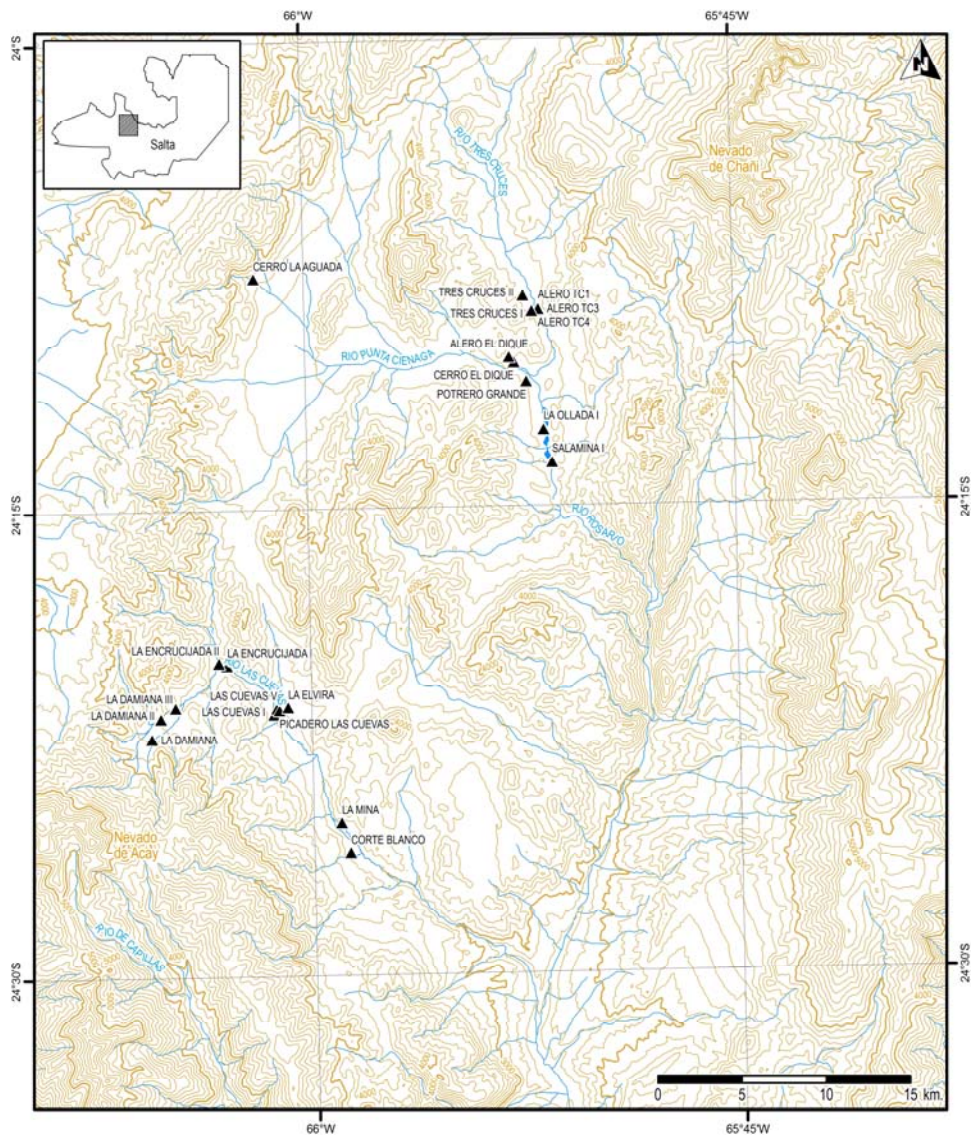 66°W
65°45'W
24°S
N
Salta
4000
RIO TRES CRUCES
Nevado
de Chañi
CERRO LA AGUADA
TRES CRUCES II
ALERO TC1
ALERO TC3
TRES CRUCES I
ALERO TC4
ALERO EL DIQUE
RIO PUNTA CIENAGA
CERRO EL DIQUE
POTRERO GRANDE
LA OLLADA I
SALAMINA I
24°15'S
24°15'S
RIO ROSARIO
LA ENCRUCIJADA II
LA ENCRUCIJADA I
RIO LAS CUEVAS
LAS CUEVAS V
LA ELVIRA
LA DAMIANA III
LAS CUEVAS I
LA DAMIANA II
PICADERO LAS CUEVAS
LA DAMIANA
LA MINA
Nevado
de Acay
CORTE BLANCO
RIO DE CAPILLAS
24°30'S
24°30'S
0 5 10 15 km.
66°W
65°45'W